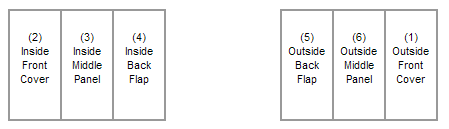 (2)
Inside
Front
Cover
(3)
Inside
Middle
Panel
(4)
Inside
Back
Flap
(5)
Outside
Back
Flap
(6)
Outside
Middle
Panel
(1)
Outside
Front
Cover